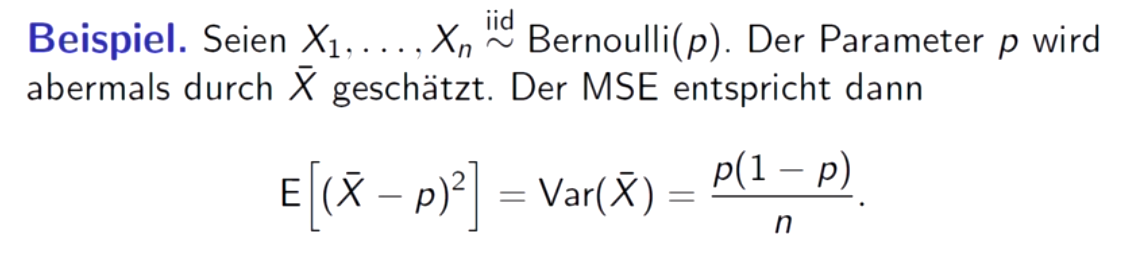 Beispiel. Seien X₁, . . . , Xₙ iid∼ Bernoulli(p). Der Parameter p wird
abermals durch X̄ geschätzt. Der MSE entspricht dann
E[(X̄ − p)²] = Var(X̄) = p(1 − p)/n.